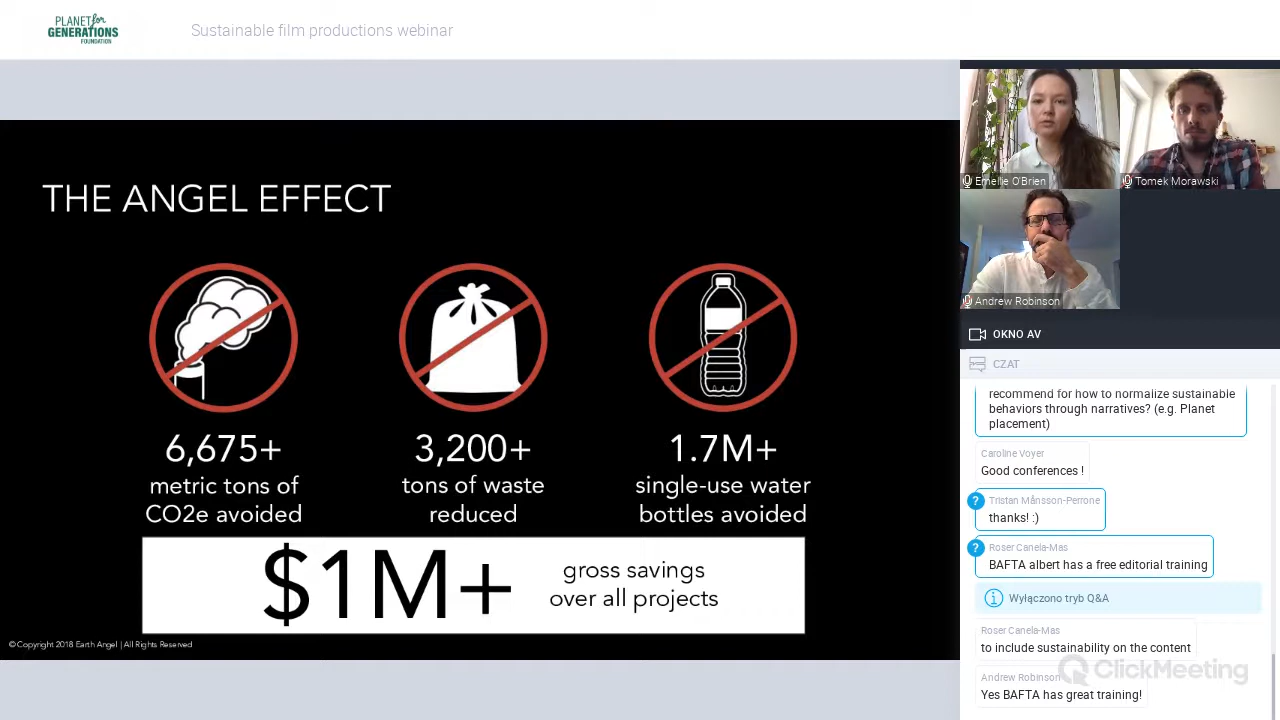 PLANET for
GENERATIONS
FOUNDATION
Sustainable film productions webinar
THE ANGEL EFFECT
6,675+
metric tons of
CO2e avoided
3,200+
tons of waste
reduced
1.7M+
single-use water
bottles avoided
$1M+
gross savings
over all projects
© Copyright 2018 Earth Angel | All Rights Reserved
Emellie O'Brien
Tomek Morawski
Andrew Robinson
OKNO AV
CZAT
recommend for how to normalize sustainable
behaviors through narratives? (e.g. Planet
placement)
Caroline Voyer
Good conferences !
? Tristan Månsson-Perrone
thanks! :)
? Roser Canela-Mas
BAFTA albert has a free editorial training
Wyłączono tryb Q&A
Roser Canela-Mas
to include sustainability on the content
Andrew Robinson
Yes BAFTA has great training!
ClickMeeting